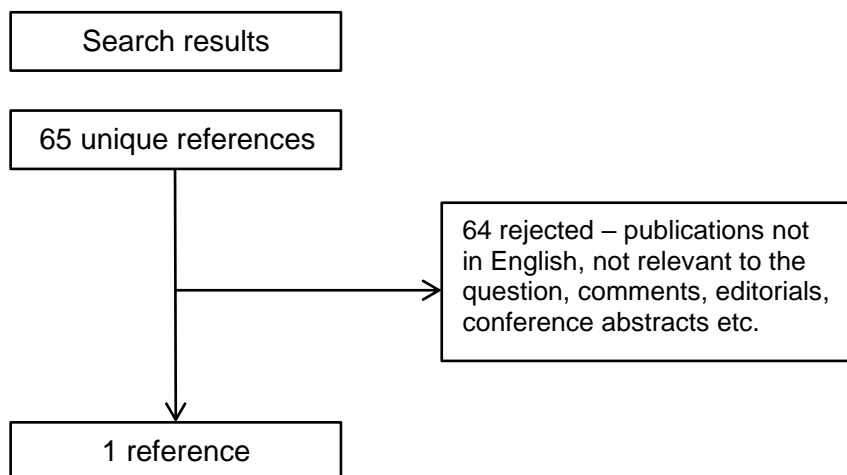 Search results
65 unique references
64 rejected – publications not
in English, not relevant to the
question, comments, editorials,
conference abstracts etc.
1 reference